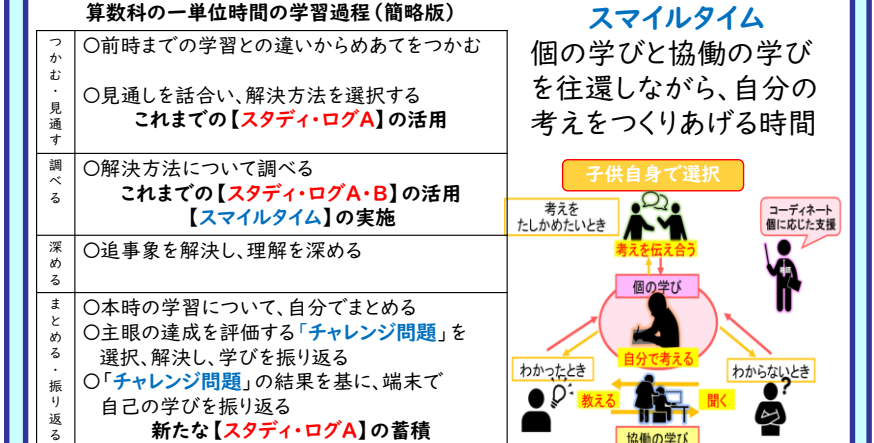 算数科の一単位時間の学習過程(簡略版)
つかむ・見通す
〇前時までの学習との違いからめあてをつかむ
〇見通しを話合い、解決方法を選択する
これまでの【スタディ・ログA】の活用
調べる
〇解決方法について調べる
これまでの【スタディ・ログA・B】の活用
【スマイルタイム】の実施
深める
〇追事象を解決し、理解を深める
まとめる・振り返る
〇本時の学習について、自分でまとめる
〇主眼の達成を評価する「チャレンジ問題」を
選択、解決し、学びを振り返る
〇「チャレンジ問題」の結果を基に、端末で
自己の学びを振り返る
新たな【スタディ・ログA】の蓄積
スマイルタイム
個の学びと協働の学び
を往還しながら、自分の
考えをつくりあげる時間
子供自身で選択
考えを
たしかめたいとき
考えを伝え合う
コーディネート
個に応じた支援
個の学び
自分で考える
わかったとき
わからないとき
教える
聞く
協働の学び